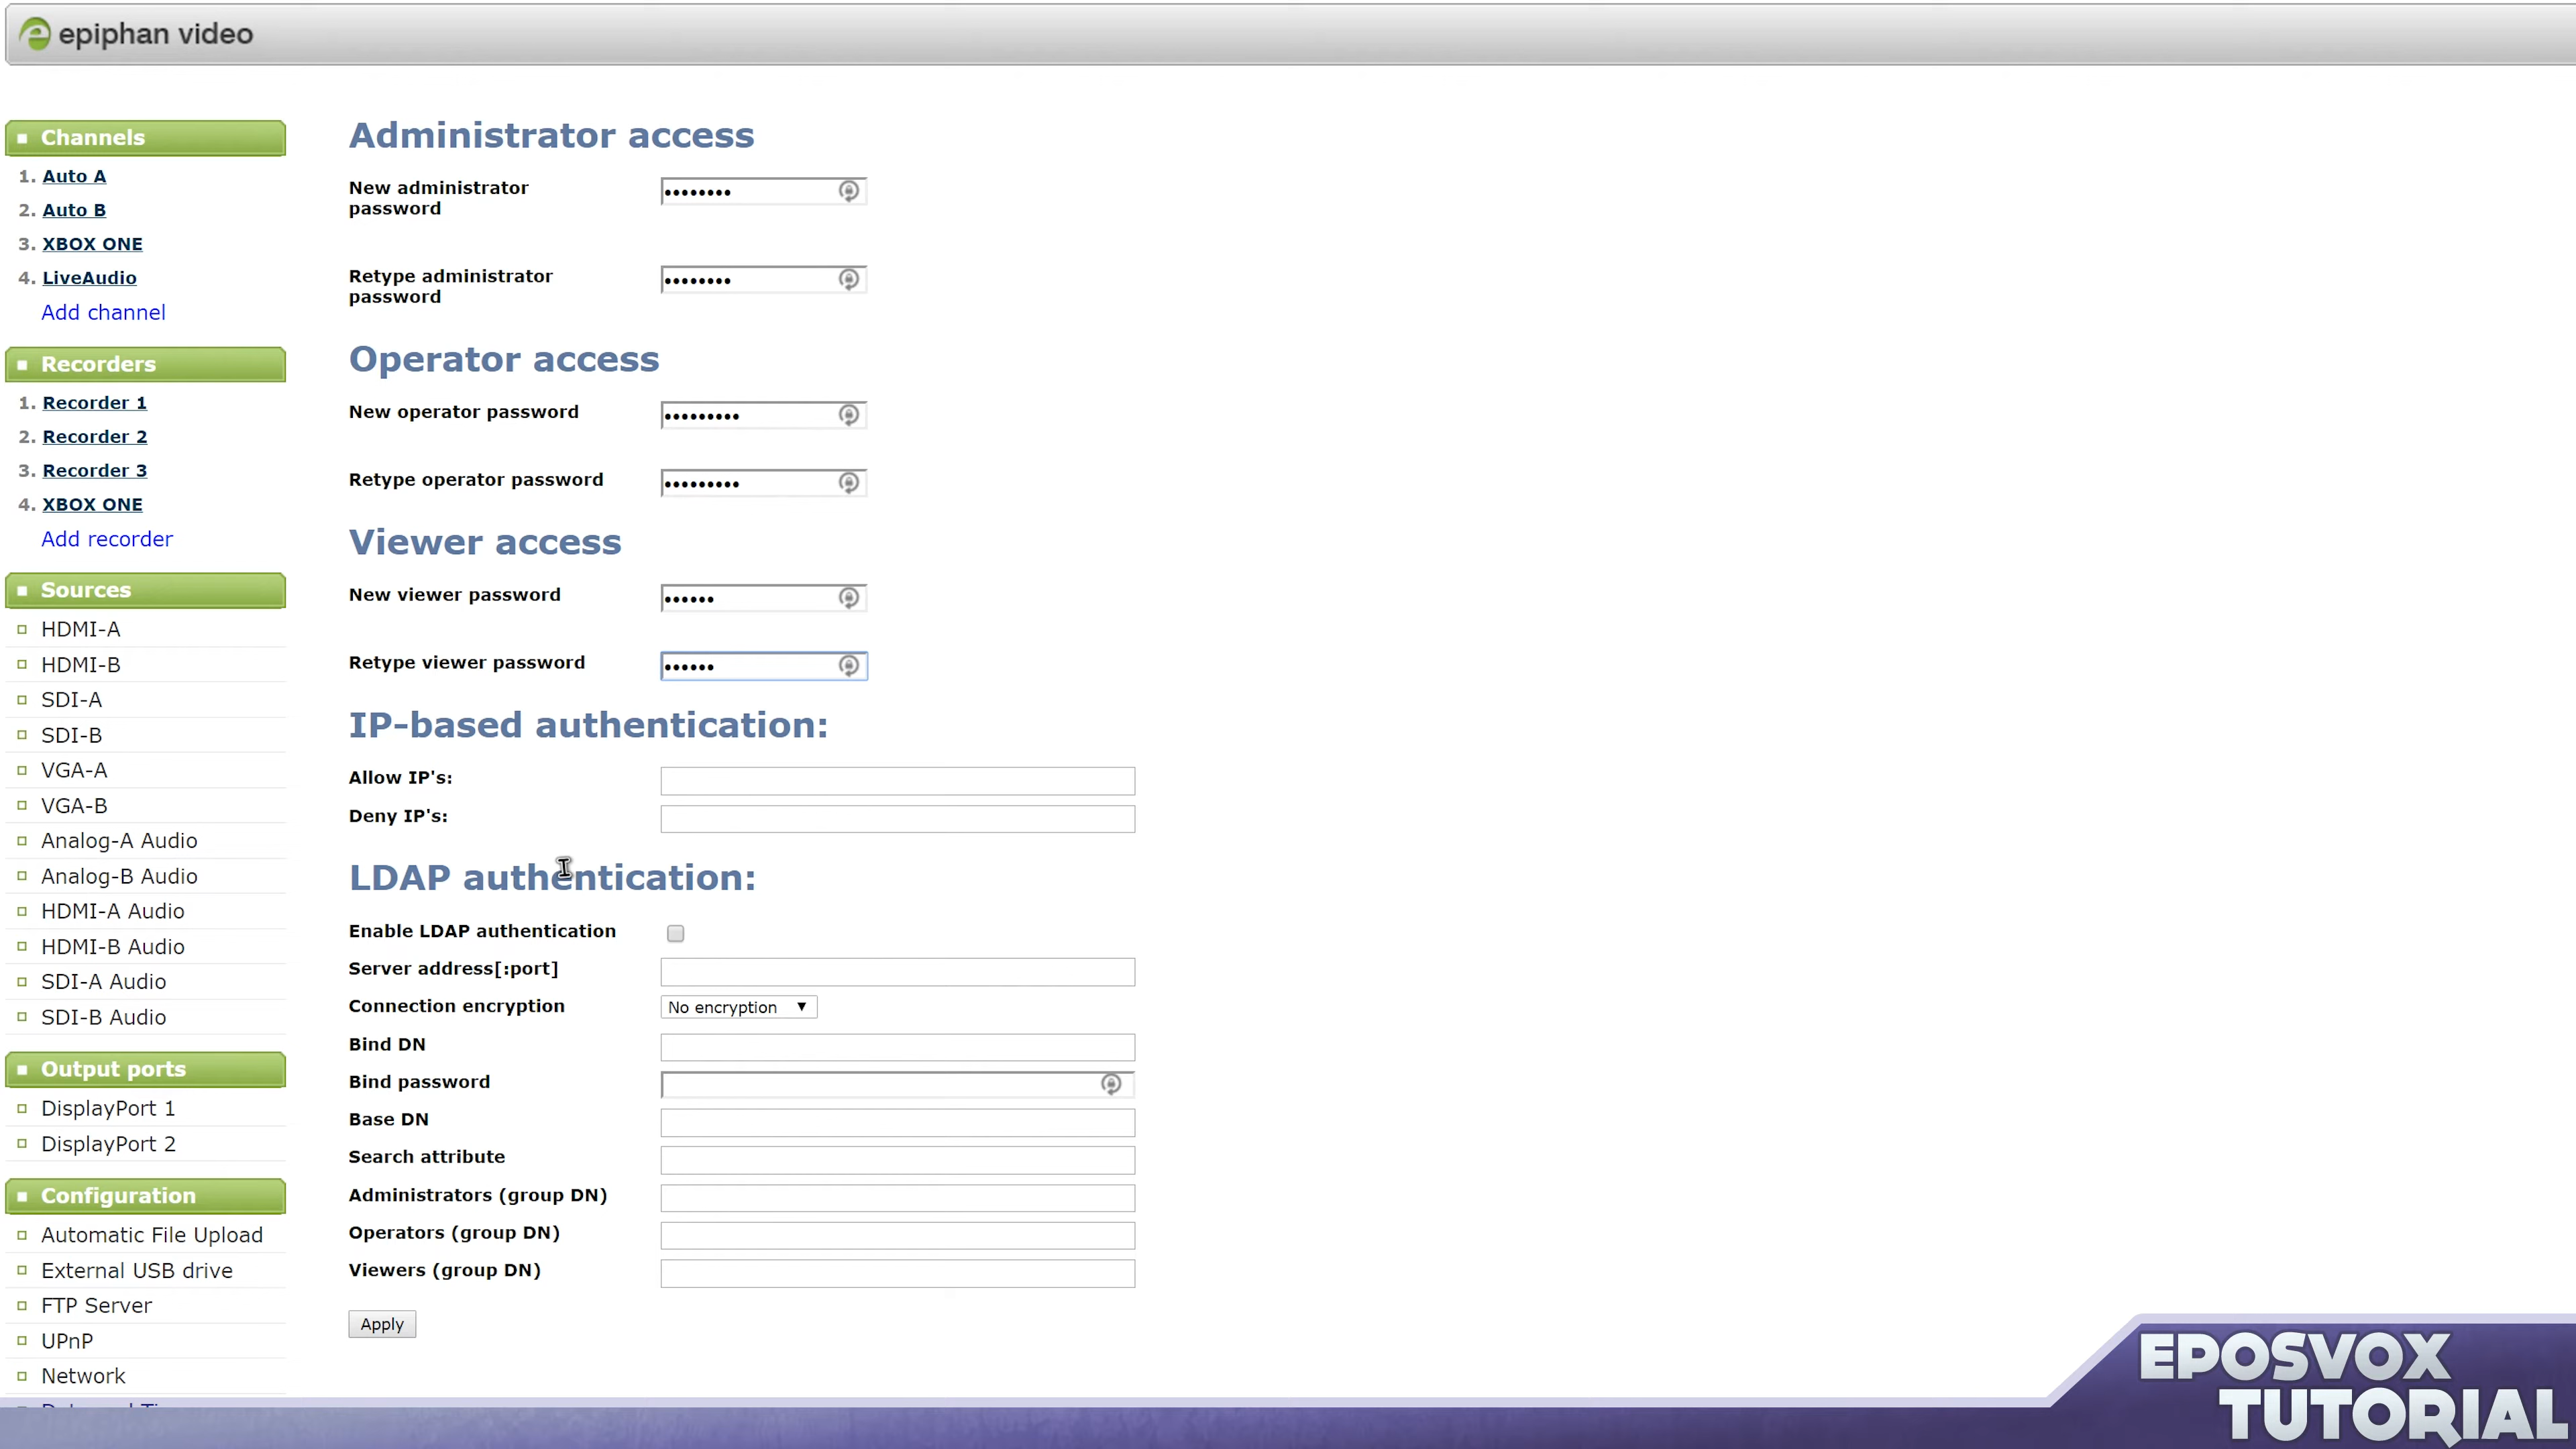 epiphan video
Channels
1. Auto A
2. Auto B
3. XBOX ONE
4. LiveAudio
Add channel
Recorders
1. Recorder 1
2. Recorder 2
3. Recorder 3
4. XBOX ONE
Add recorder
Sources
HDMI-A
HDMI-B
SDI-A
SDI-B
VGA-A
VGA-B
Analog-A Audio
Analog-B Audio
HDMI-A Audio
HDMI-B Audio
SDI-A Audio
SDI-B Audio
Output ports
DisplayPort 1
DisplayPort 2
Configuration
Automatic File Upload
External USB drive
FTP Server
UPnP
Network
Administrator access
New administrator
password
Retype administrator
password
Operator access
New operator password
Retype operator password
Viewer access
New viewer password
Retype viewer password
IP-based authentication:
Allow IP's:
Deny IP's:
LDAP authentication:
Enable LDAP authentication
Server address[:port]
Connection encryption No encryption
Bind DN
Bind password
Base DN
Search attribute
Administrators (group DN)
Operators (group DN)
Viewers (group DN)
Apply
EPOSVOX
TUTORIAL